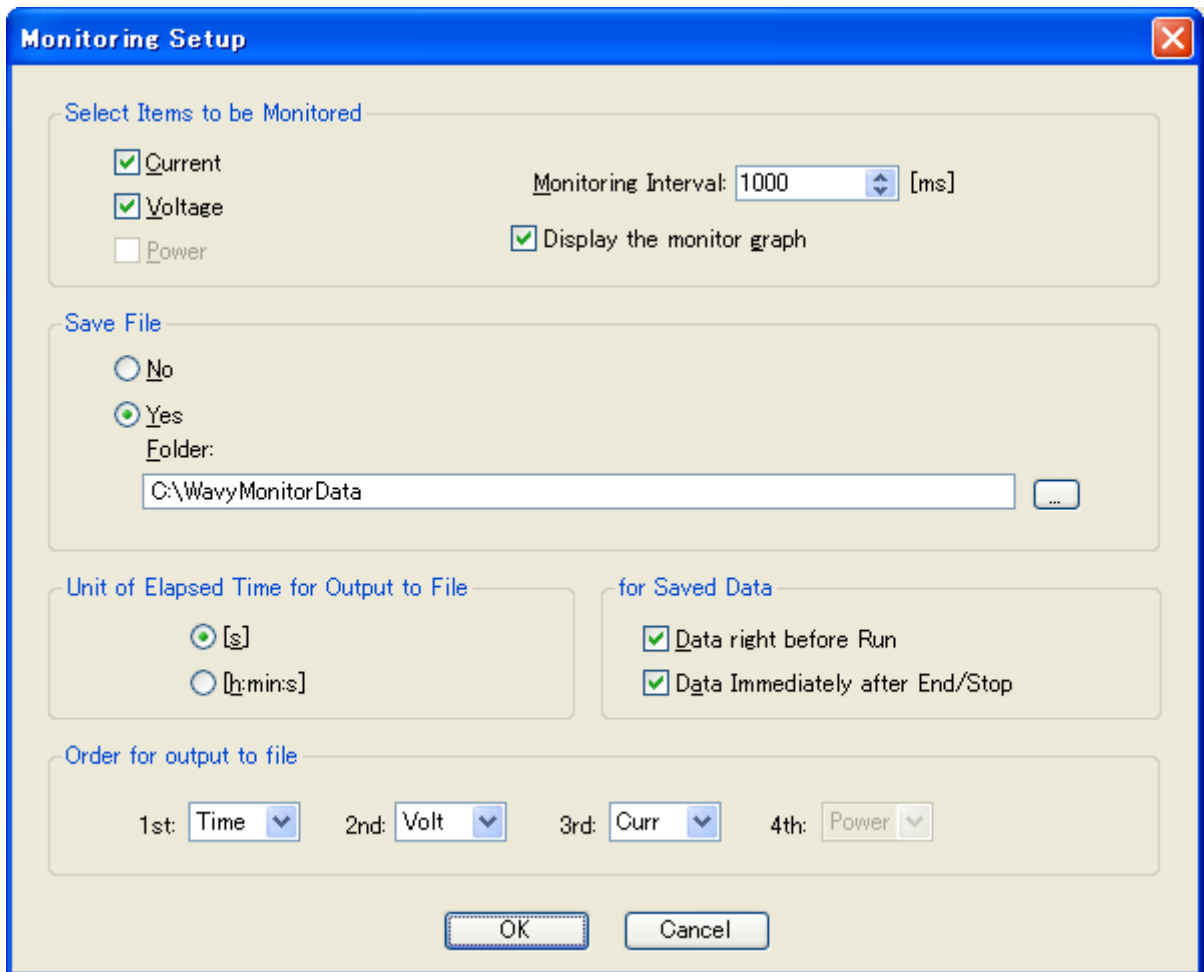 Monitoring Setup
Select Items to be Monitored
Current
Voltage
Power
Monitoring Interval: 1000 [ms]
Display the monitor graph
Save File
No
Yes
Folder:
C:\WavyMonitorData
...
Unit of Elapsed Time for Output to File
[s]
[h:min:s]
for Saved Data
Data right before Run
Data Immediately after End/Stop
Order for output to file
1st: Time 2nd: Volt 3rd: Curr 4th: Power
OK Cancel